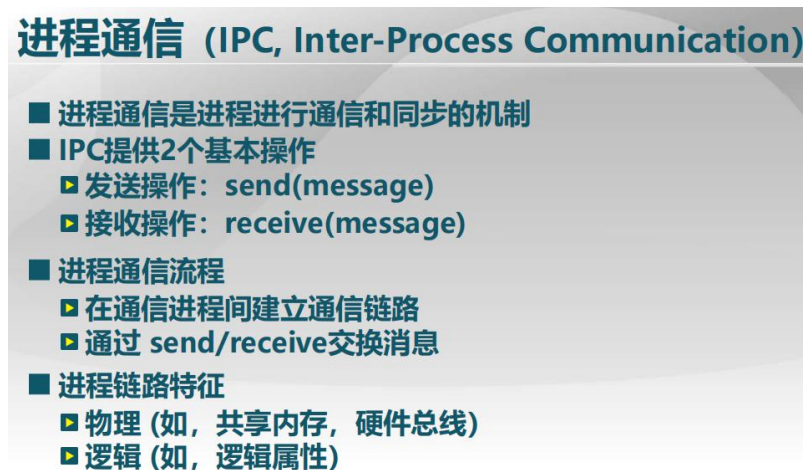 进程通信 (IPC, Inter-Process Communication)
进程通信是进程进行通信和同步的机制
IPC提供2个基本操作
发送操作：send(message)
接收操作：receive(message)
进程通信流程
在通信进程间建立通信链路
通过 send/receive交换消息
进程链路特征
物理 (如，共享内存，硬件总线)
逻辑 (如，逻辑属性)